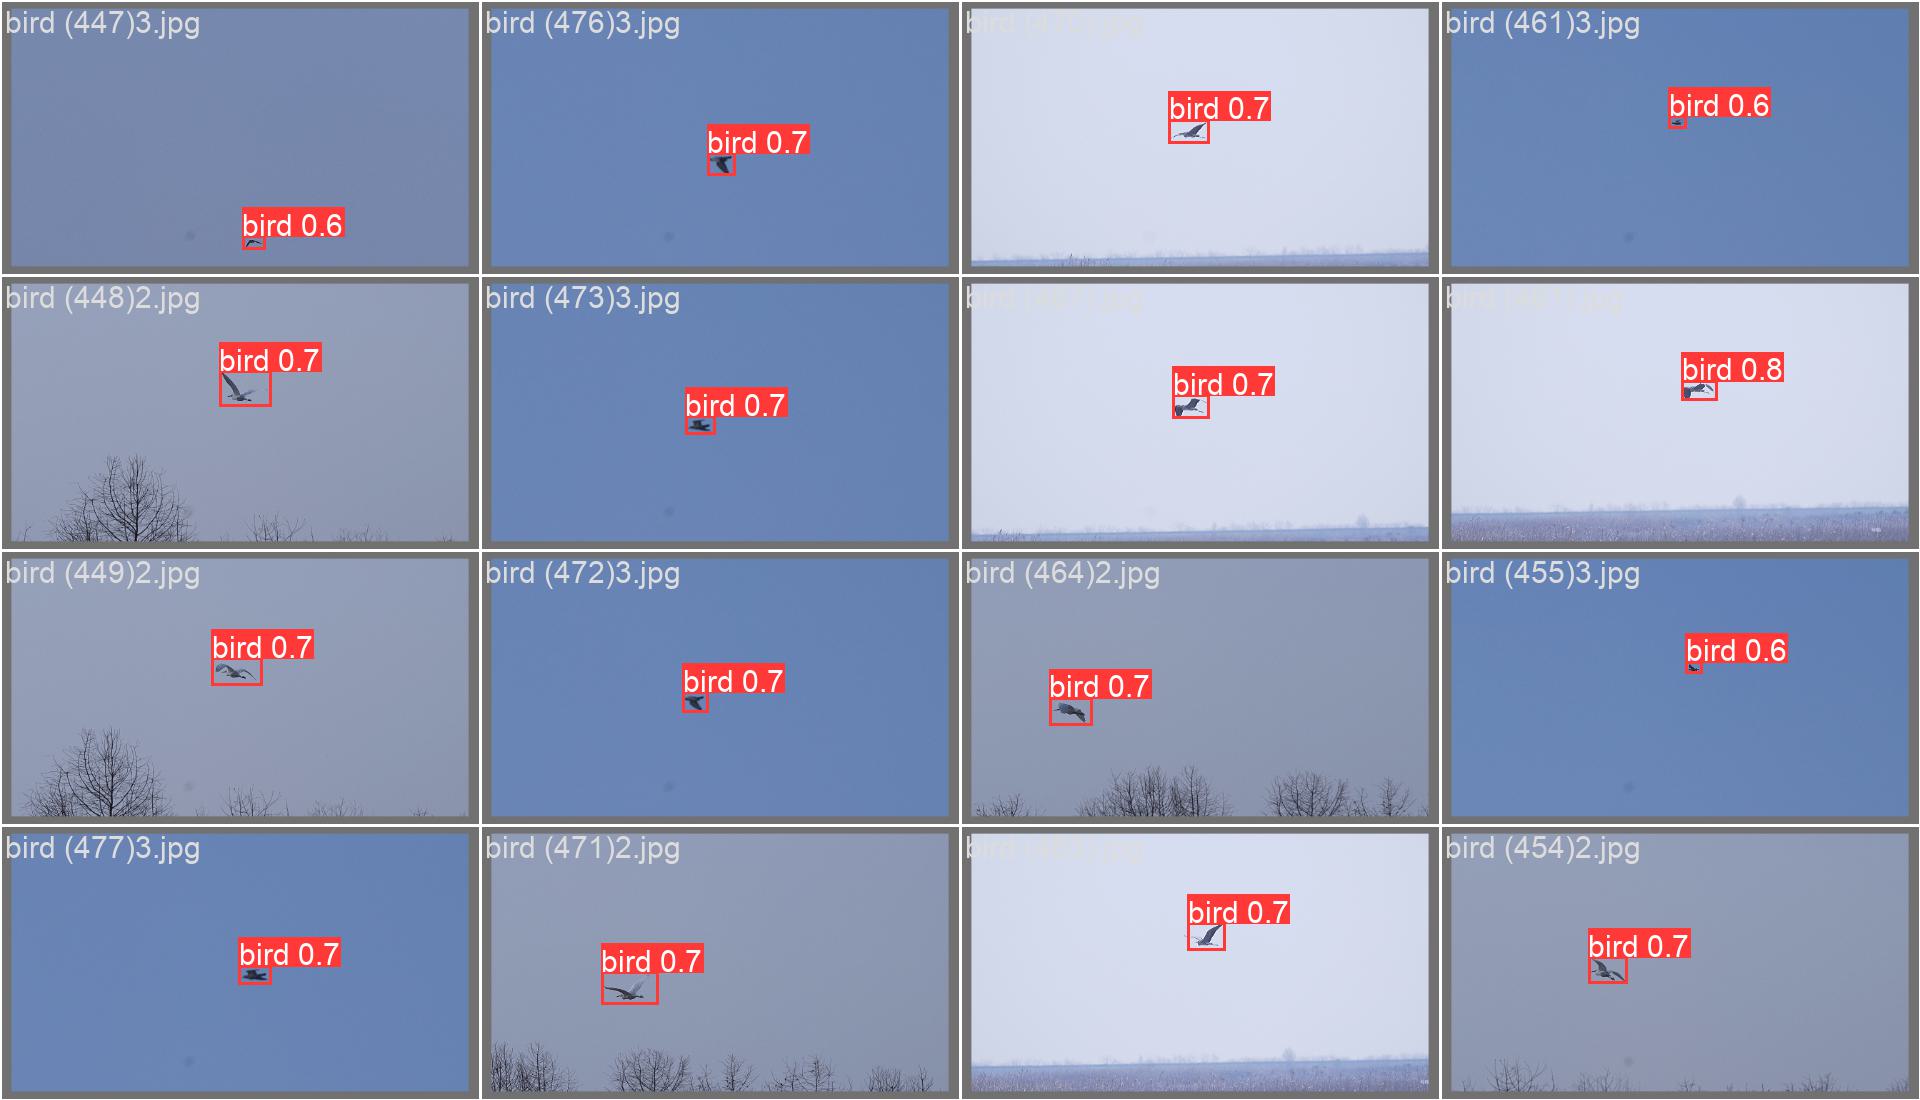 bird (447)3.jpg
bird 0.6
bird (476)3.jpg
bird 0.7
bird
bird 0.7
bird (461)3.jpg
bird 0.6
bird (448)2.jpg
bird 0.7
bird (473)3.jpg
bird 0.7
bird
bird 0.7
bird
bird 0.8
bird (449)2.jpg
bird 0.7
bird (472)3.jpg
bird 0.7
bird (464)2.jpg
bird 0.7
bird (455)3.jpg
bird 0.6
bird (477)3.jpg
bird 0.7
bird (471)2.jpg
bird 0.7
bird
bird 0.7
bird (454)2.jpg
bird 0.7